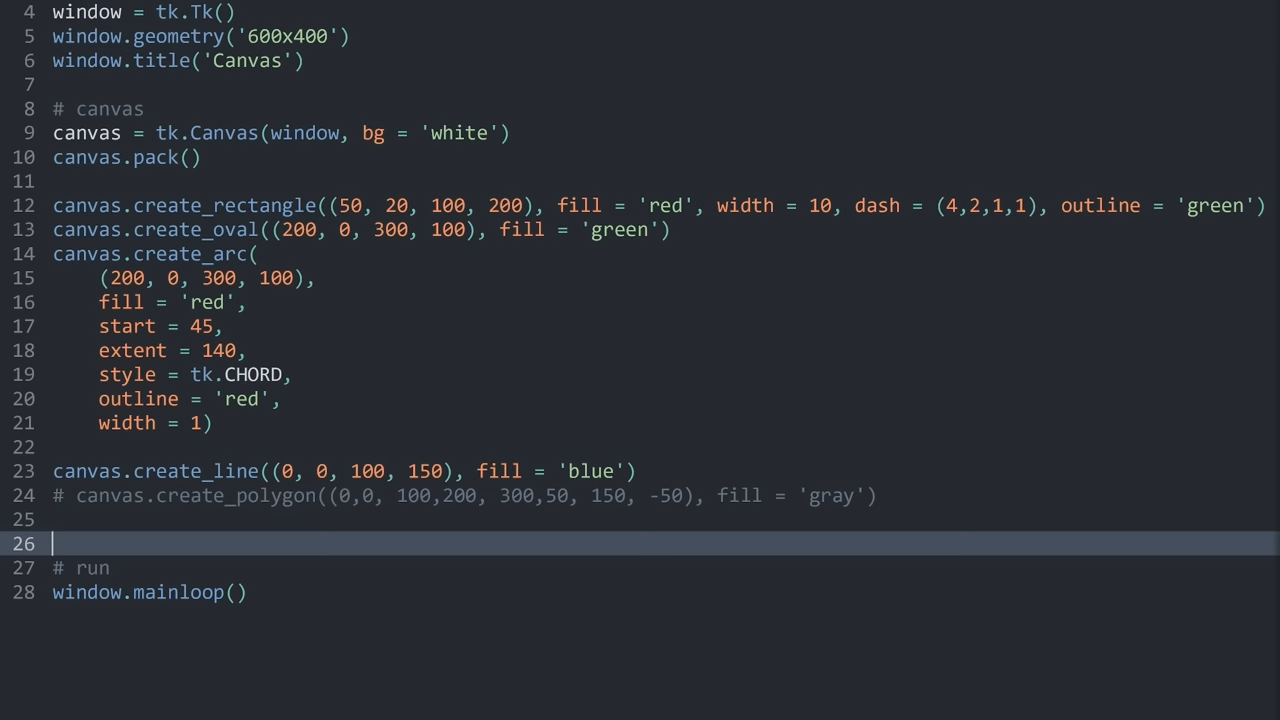 4 window = tk.Tk()
5 window.geometry('600x400')
6 window.title('Canvas')
7
8 # canvas
9 canvas = tk.Canvas(window, bg = 'white')
10 canvas.pack()
11
12 canvas.create_rectangle((50, 20, 100, 200), fill = 'red', width = 10, dash = (4,2,1,1), outline = 'green')
13 canvas.create_oval((200, 0, 300, 100), fill = 'green')
14 canvas.create_arc(
15     (200, 0, 300, 100),
16     fill = 'red',
17     start = 45,
18     extent = 140,
19     style = tk.CHORD,
20     outline = 'red',
21     width = 1)
22
23 canvas.create_line((0, 0, 100, 150), fill = 'blue')
24 # canvas.create_polygon((0,0, 100,200, 300,50, 150, -50), fill = 'gray')
25
26
27 # run
28 window.mainloop()